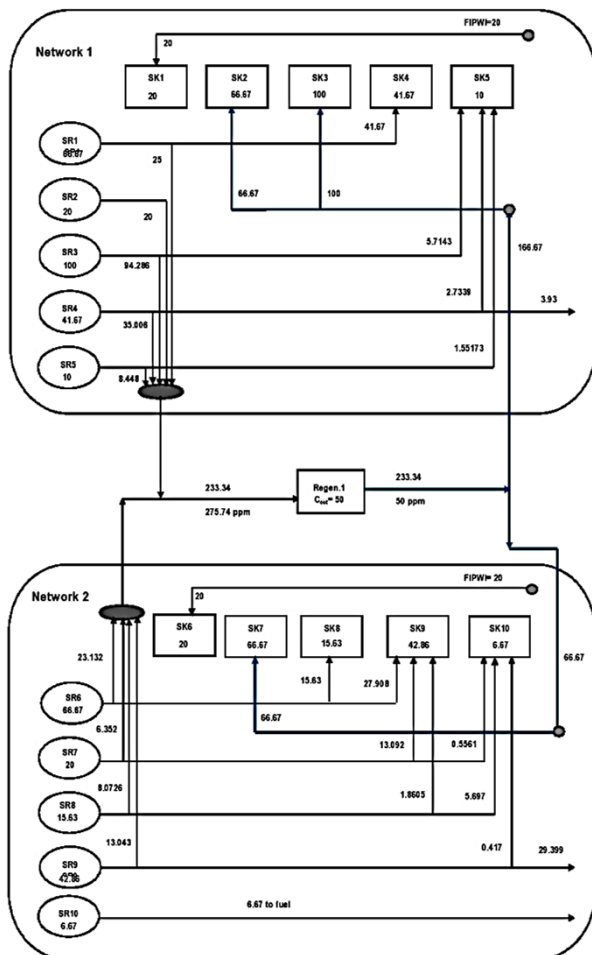 FIPWI=20
20
Network 1
SK1
20
SK2
66.67
SK3
100
SK4
41.67
SK5
10
SR1
66.67
41.67
25
SR2
20
20
66.67
100
SR3
100
94.286
5.7143
166.67
SR4
41.67
35.006
2.7339
3.93
SR5
10
8.448
1.55173
233.34
275.74 ppm
Regen.1
Cout= 50
233.34
50 ppm
Network 2
FIPWI= 20
20
SK6
20
SK7
66.67
SK8
15.63
SK9
42.86
SK10
6.67
23.132
15.63
27.908
66.67
SR6
66.67
6.352
66.67
SR7
20
13.092
0.5561
8.0726
SR8
15.63
1.8605
5.697
13.043
SR9
42.86
0.417
29.399
SR10
6.67
6.67 to fuel